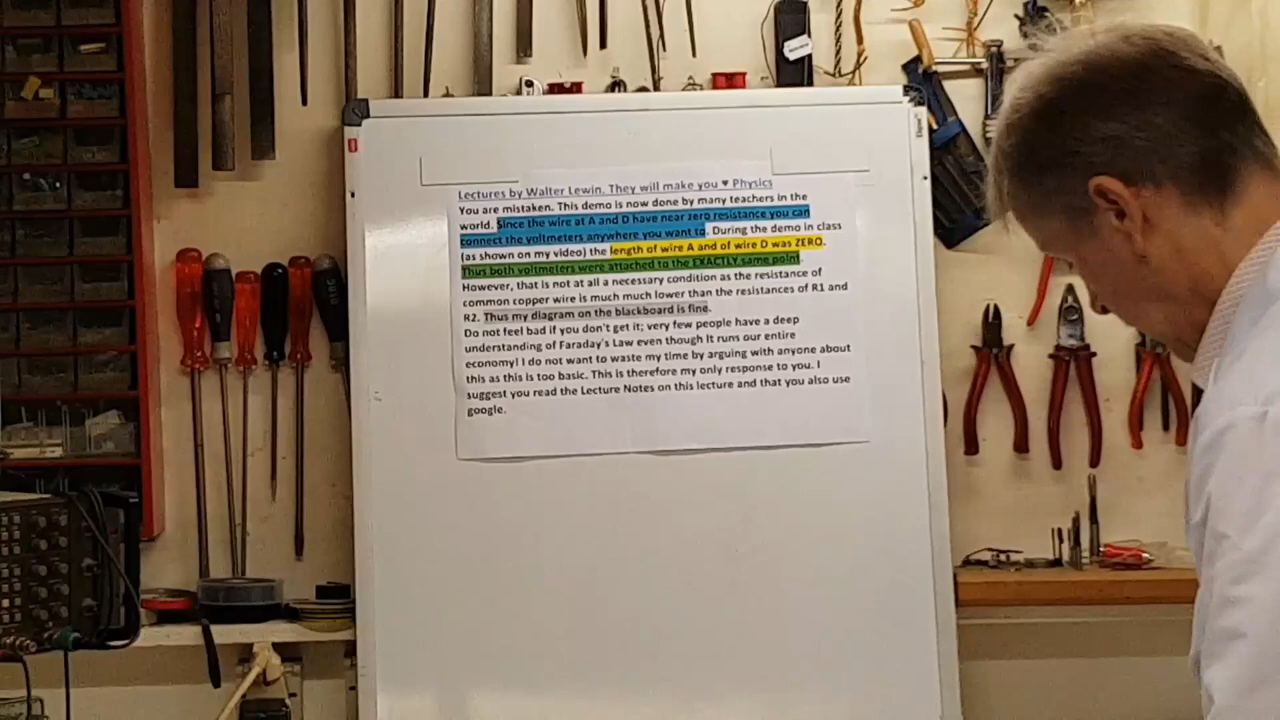 Lectures by Walter Lewin. They will make you ♥ Physics
You are mistaken. This demo is now done by many teachers in the
world. Since the wire at A and D have near zero resistance you can
connect the voltmeters anywhere you want to. During the demo in class
(as shown on my video) the length of wire A and of wire D was ZERO.
Thus both voltmeters were attached to the EXACTLY same point.
However, that is not at all a necessary condition as the resistance of
common copper wire is much much lower than the resistances of R1 and
R2. Thus my diagram on the blackboard is fine.
Do not feel bad if you don't get it; very few people have a deep
understanding of Faraday's Law even though It runs our entire
economy! I do not want to waste my time by arguing with anyone about
this as this is too basic. This is therefore my only response to you. I
suggest you read the Lecture Notes on this lecture and that you also use
google.